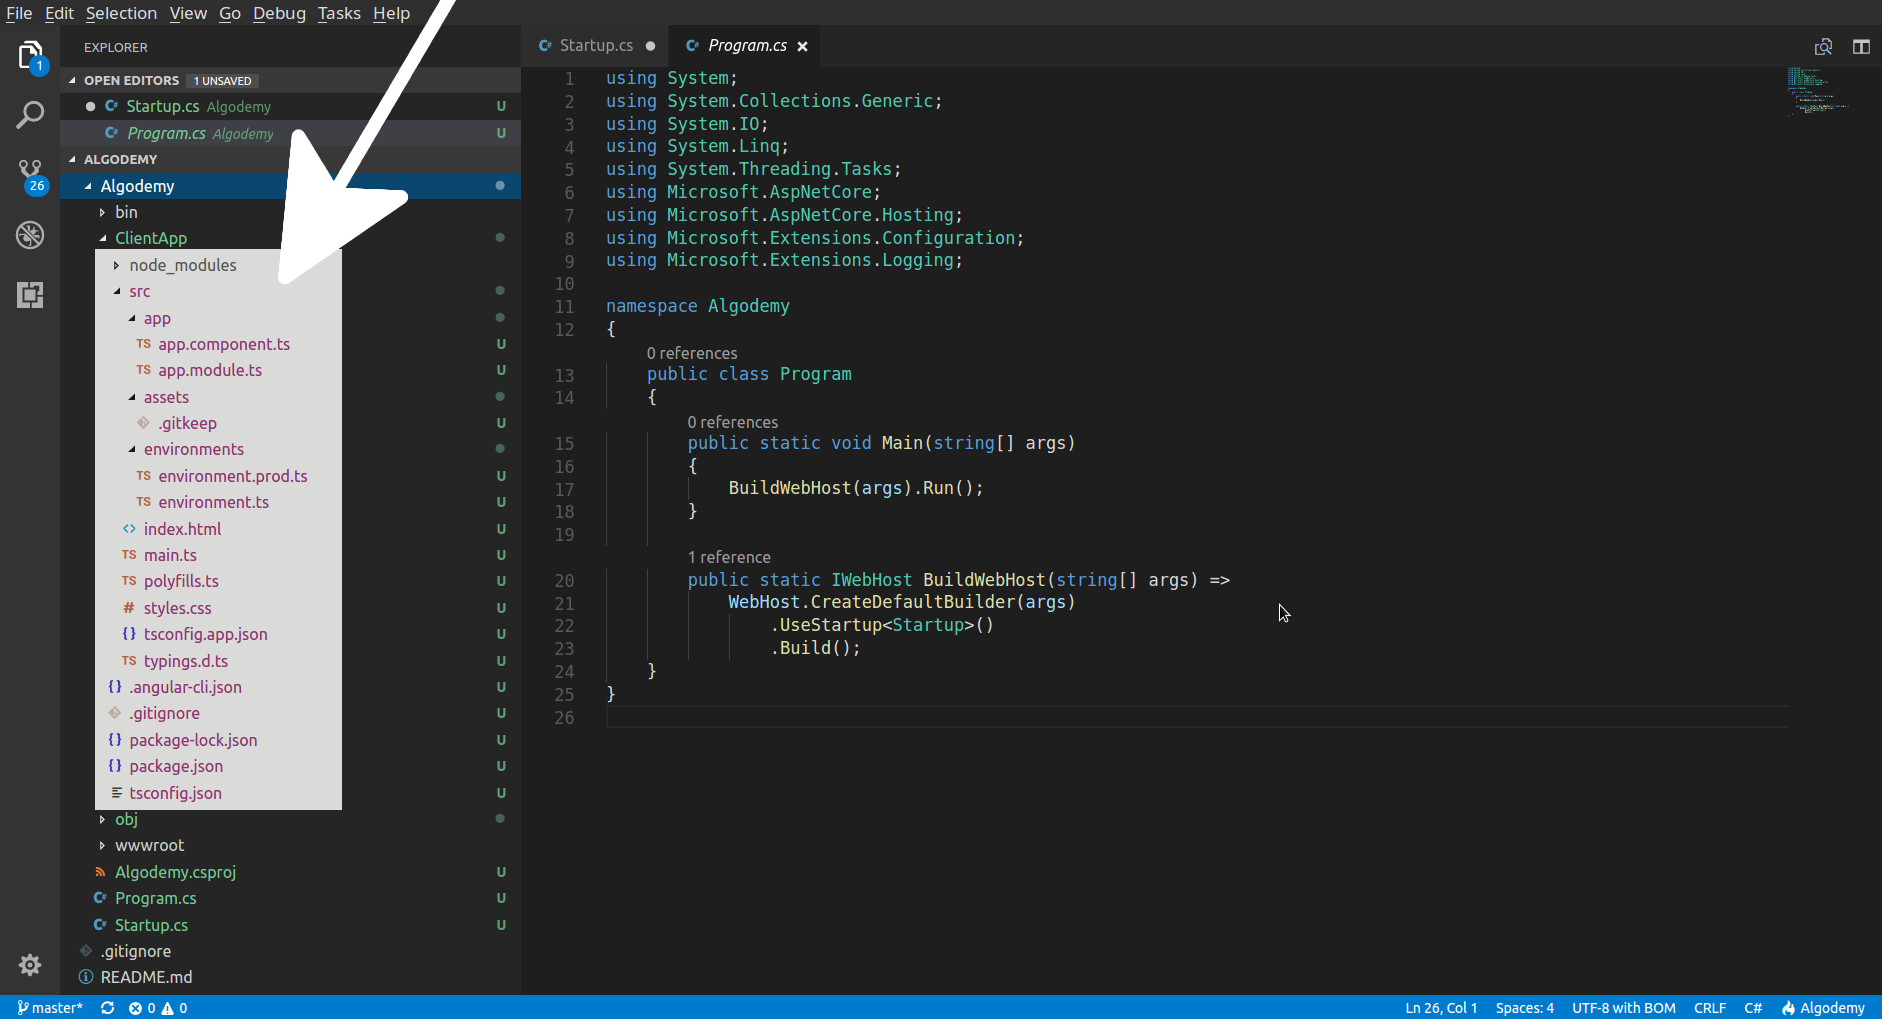 File Edit Selection View Go Debug Tasks Help
1
26
EXPLORER
OPEN EDITORS 1 UNSAVED
Startup.cs Algodemy U
Program.cs Algodemy U
ALGODEMY
Algodemy
bin
ClientApp
node_modules
src
app
TS app.component.ts U
TS app.module.ts U
assets
.gitkeep U
environments
TS environment.prod.ts U
TS environment.ts U
<> index.html U
TS main.ts U
TS polyfills.ts U
# styles.css U
{} tsconfig.app.json U
TS typings.d.ts U
{} .angular-cli.json U
.gitignore U
{} package-lock.json U
{} package.json U
tsconfig.json U
obj
wwwroot
Algodemy.csproj U
C# Program.cs U
C# Startup.cs U
.gitignore
README.md
C# Startup.cs
C# Program.cs ×
1 using System;
2 using System.Collections.Generic;
3 using System.IO;
4 using System.Linq;
5 using System.Threading.Tasks;
6 using Microsoft.AspNetCore;
7 using Microsoft.AspNetCore.Hosting;
8 using Microsoft.Extensions.Configuration;
9 using Microsoft.Extensions.Logging;
10
11 namespace Algodemy
12 {
0 references
13 public class Program
14 {
0 references
15 public static void Main(string[] args)
16 {
17 BuildWebHost(args).Run();
18 }
19
1 reference
20 public static IWebHost BuildWebHost(string[] args) =>
21 WebHost.CreateDefaultBuilder(args)
22 .UseStartup<Startup>()
23 .Build();
24 }
25 }
26
master* 0 0
Ln 26, Col 1 Spaces: 4 UTF-8 with BOM CRLF C# Algodemy